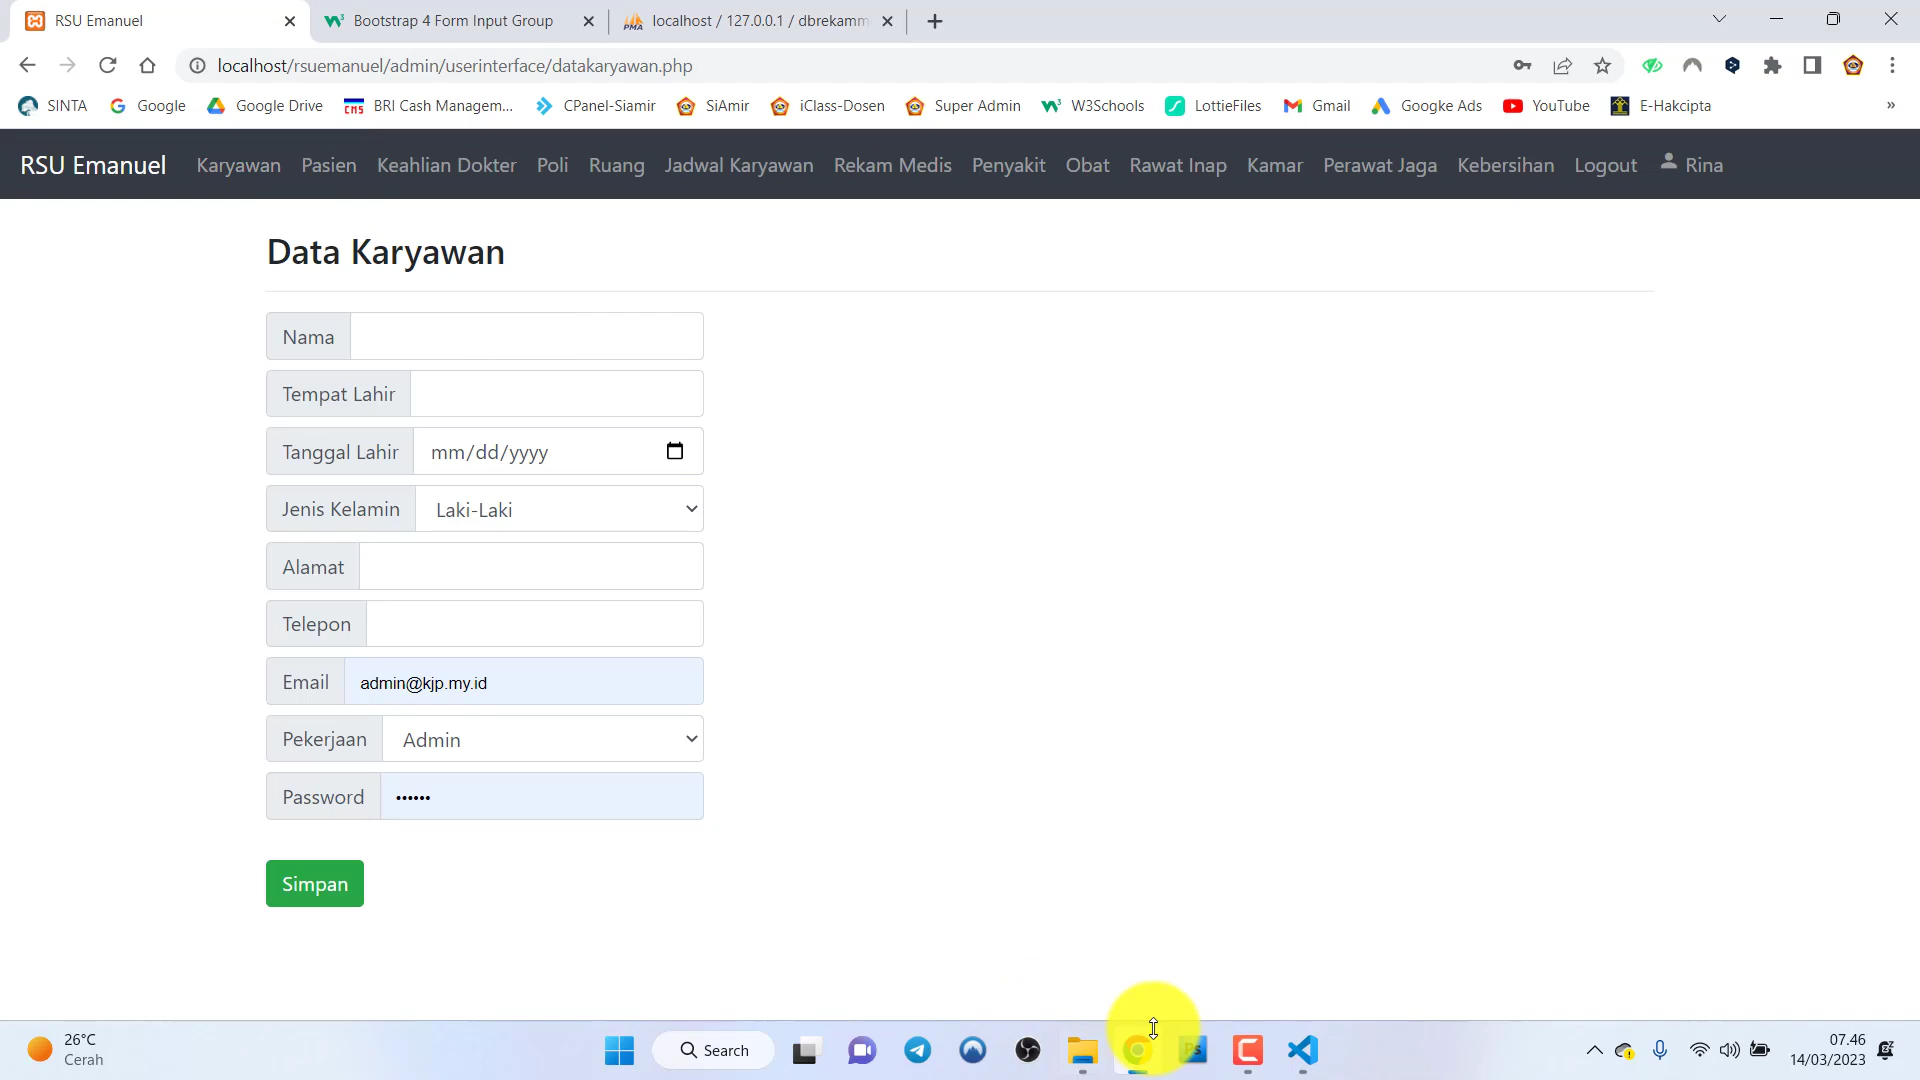 RSU Emanuel
Bootstrap 4 Form Input Group
localhost / 127.0.0.1 / dbrekamm
localhost/rsuemanuel/admin/userinterface/datakaryawan.php
SINTA
Google
Google Drive
BRI Cash Managem...
CPanel-Siamir
SiAmir
iClass-Dosen
Super Admin
W3Schools
LottieFiles
Gmail
Googke Ads
YouTube
E-Hakcipta
»
RSU Emanuel
Karyawan
Pasien
Keahlian Dokter
Poli
Ruang
Jadwal Karyawan
Rekam Medis
Penyakit
Obat
Rawat Inap
Kamar
Perawat Jaga
Kebersihan
Logout
Rina
Data Karyawan
Nama
Tempat Lahir
Tanggal Lahir mm/dd/yyyy
Jenis Kelamin Laki-Laki
Alamat
Telepon
Email admin@kjp.my.id
Pekerjaan Admin
Password ••••••
Simpan
26°C
Cerah
Search
Ps
07.46
14/03/2023